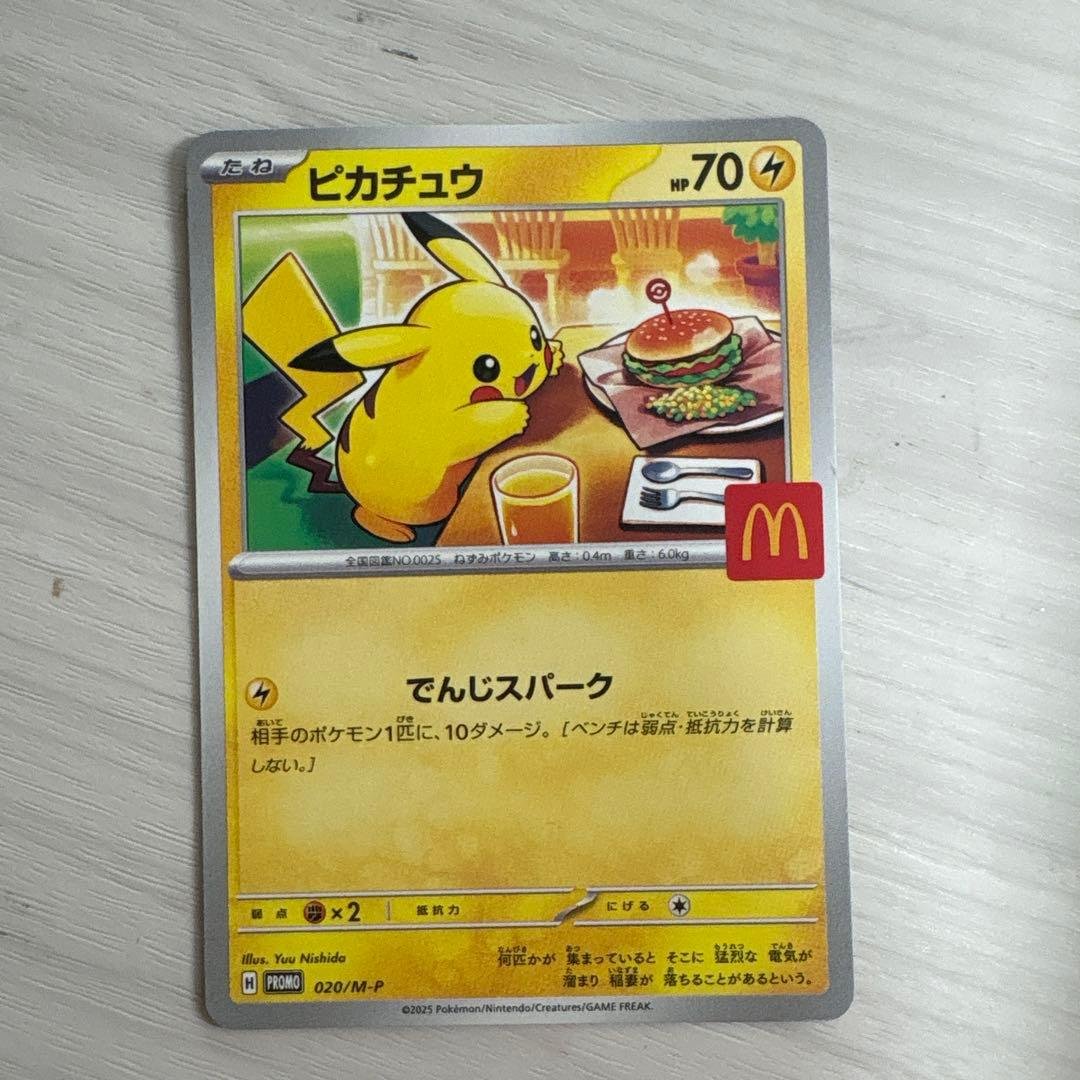 たね ピカチュウ HP70
全国図鑑NO.0025 ねずみポケモン 高さ:0.4m 重さ:6.0kg
M
でんじスパーク
相手のポケモン1匹に、10ダメージ。[ベンチは弱点・抵抗力を計算
しない。]
弱点 ×2 抵抗力 にげる
Illus. Yuu Nishida
何匹かが 集まっていると そこに 猛烈な 電気が
溜まり 稲妻が 落ちることがあるという。
H PROMO 020/M-P
©2025 Pokémon/Nintendo/Creatures/GAME FREAK.